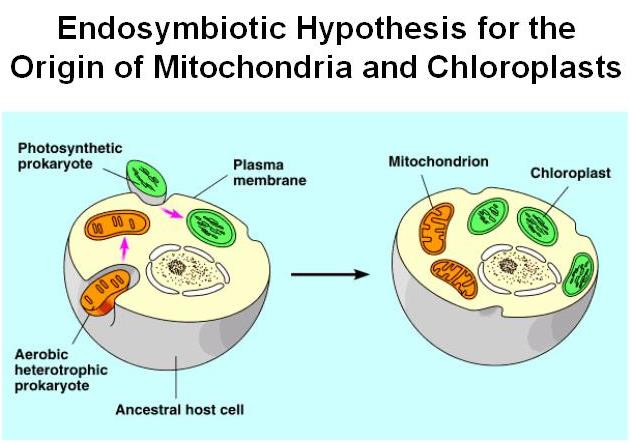 Endosymbiotic Hypothesis for the
Origin of Mitochondria and Chloroplasts
Photosynthetic
prokaryote
Plasma
membrane
Mitochondrion
Chloroplast
Aerobic
heterotrophic
prokaryote
Ancestral host cell